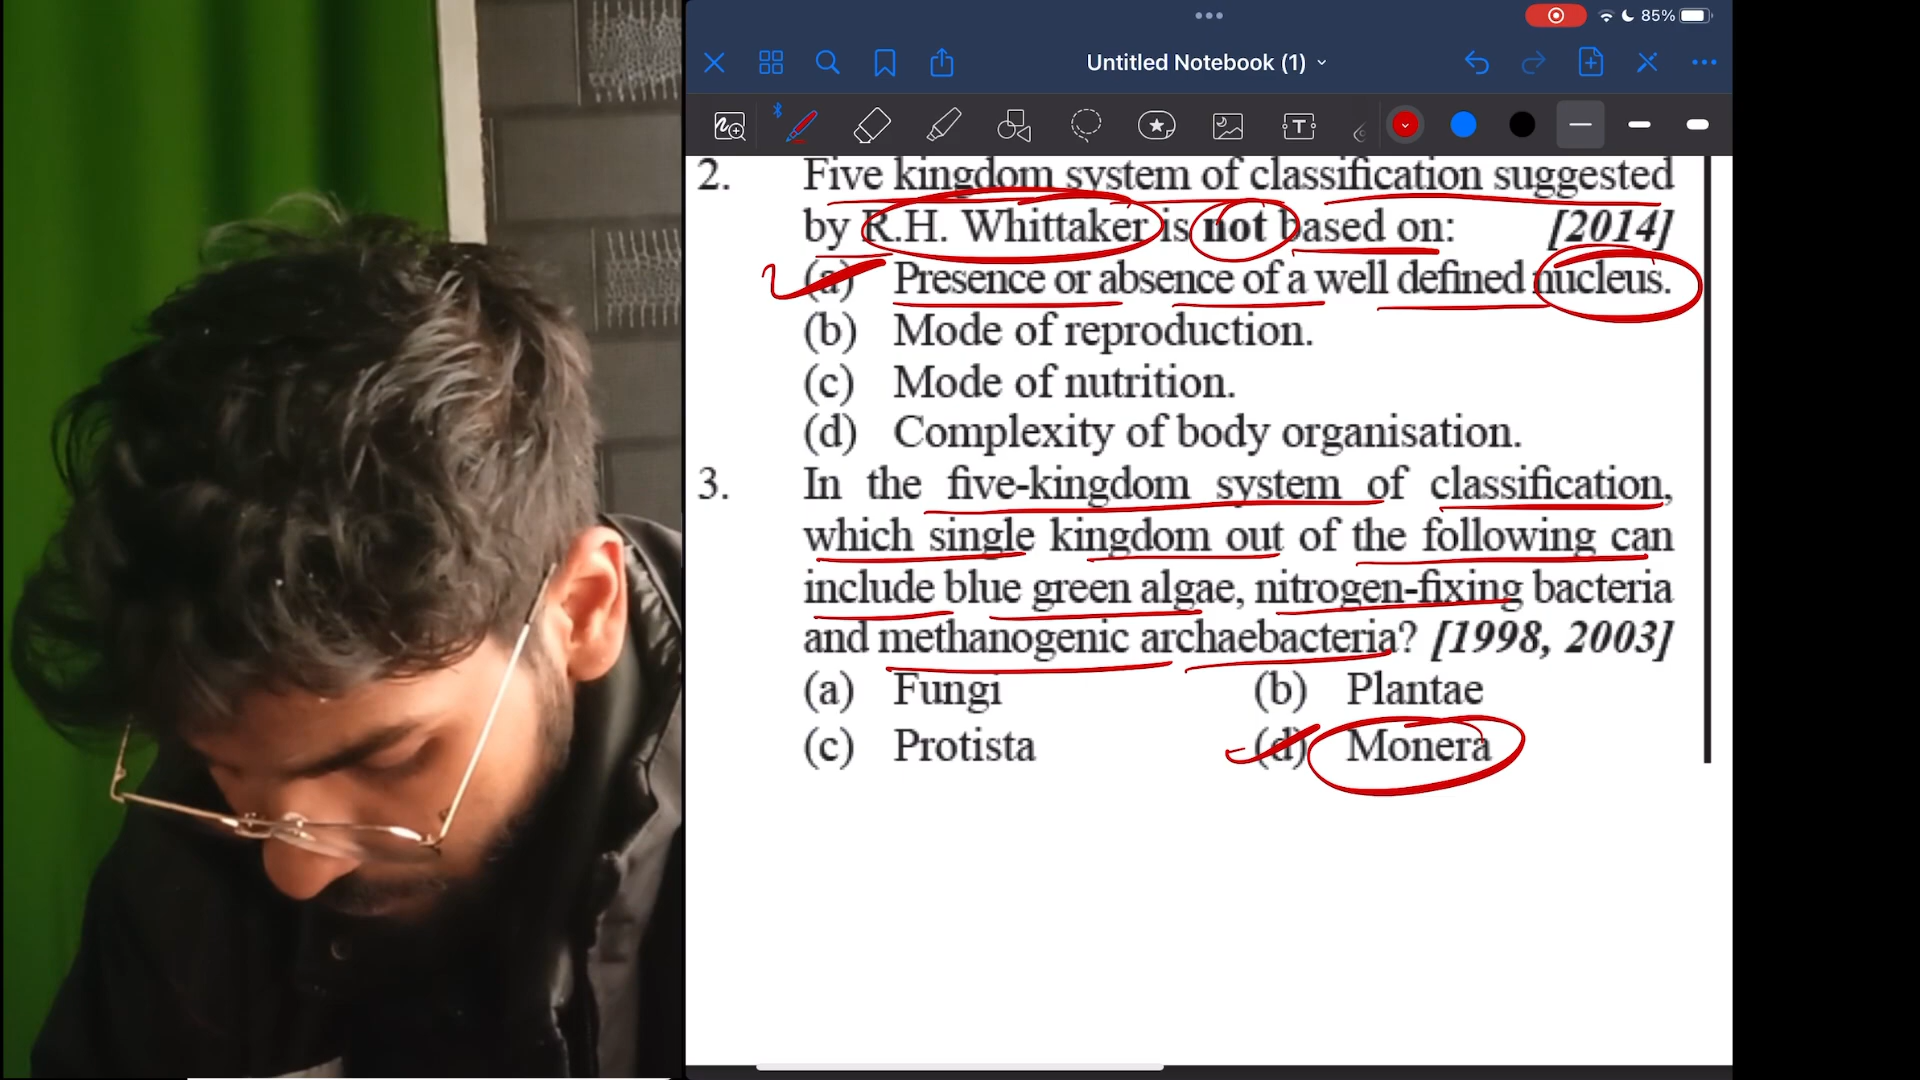 85%
Untitled Notebook (1)
2. Five kingdom system of classification suggested
by R.H. Whittaker is not based on: [2014]
(a) Presence or absence of a well defined nucleus.
(b) Mode of reproduction.
(c) Mode of nutrition.
(d) Complexity of body organisation.
3. In the five-kingdom system of classification,
which single kingdom out of the following can
include blue green algae, nitrogen-fixing bacteria
and methanogenic archaebacteria? [1998, 2003]
(a) Fungi (b) Plantae
(c) Protista (d) Monera